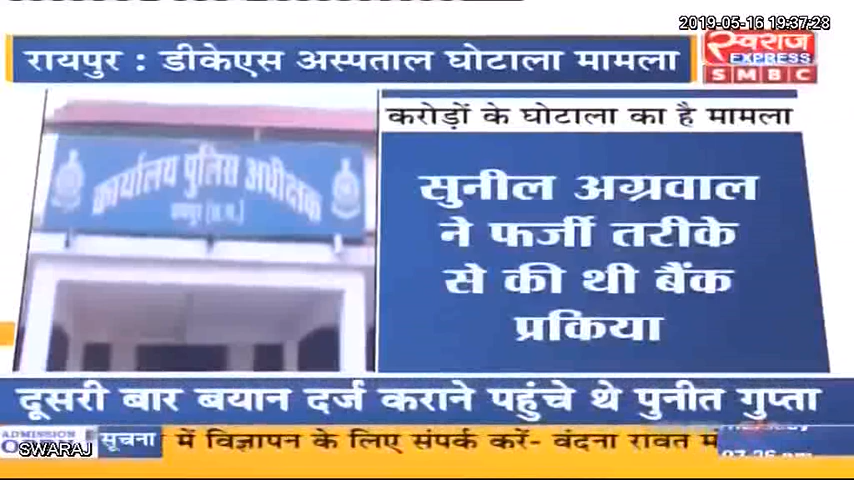 2019-05-16 19:37:28
रायपुर : डीकेएस अस्पताल घोटाला मामला
स्वराज
EXPRESS
SMBC
करोड़ों के घोटाला का है मामला
कार्यालय पुलिस अधीक्षक
सुनील अग्रवाल
ने फर्जी तरीके
से की थी बैंक
प्रकिया
दूसरी बार बयान दर्ज कराने पहुंचे थे पुनीत गुप्ता
ADMISSION
SWARAJ
सूचना
में विज्ञापन के लिए संपर्क करें- वंदना रावत